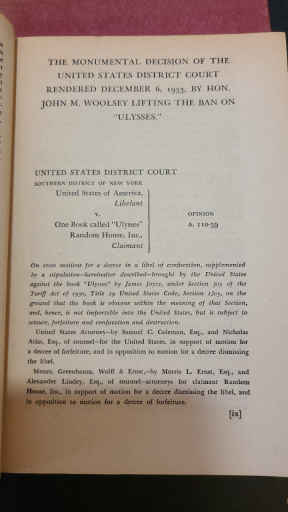 THE MONUMENTAL DECISION OF THE
UNITED STATES DISTRICT COURT
RENDERED DECEMBER 6, 1933, BY HON.
JOHN M. WOOLSEY LIFTING THE BAN ON
"ULYSSES."
UNITED STATES DISTRICT COURT
SOUTHERN DISTRICT OF NEW YORK
United States of America,
Libelant
v.
One Book called "Ulysses"
Random House, Inc.,
Claimant
OPINION
A. 110-59
On cross motions for a decree in a libel of confiscation, supplemented
by a stipulation—hereinafter described—brought by the United States
against the book "Ulysses" by James Joyce, under Section 305 of the
Tariff Act of 1930, Title 19 United States Code, Section 1305, on the
ground that the book is obscene within the meaning of that Section,
and, hence, is not importable into the United States, but is subject to
seizure, forfeiture and confiscation and destruction.
United States Attorney—by Samuel C. Coleman, Esq., and Nicholas
Atlas, Esq., of counsel—for the United States, in support of motion for
a decree of forfeiture, and in opposition to motion for a decree dismissing
the libel.
Messrs. Greenbaum, Wolff & Ernst,—by Morris L. Ernst, Esq., and
Alexander Lindey, Esq., of counsel—attorneys for claimant Random
House, Inc., in support of motion for a decree dismissing the libel, and
in opposition to motion for a decree of forfeiture.
[ix]